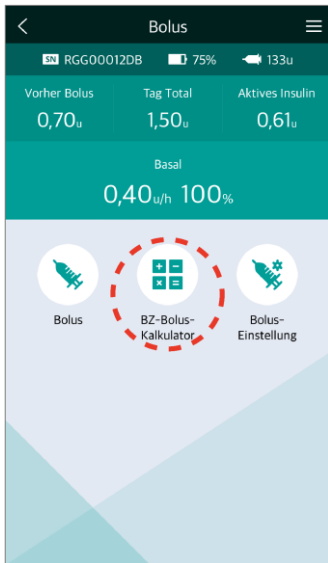 Bolus
SN RGG00012DB 75% 133u
Vorher Bolus Tag Total Aktives Insulin
0,70u 1,50u 0,61u
Basal
0,40u/h 100%
Bolus BZ-Bolus- Bolus-
Kalkulator Einstellung